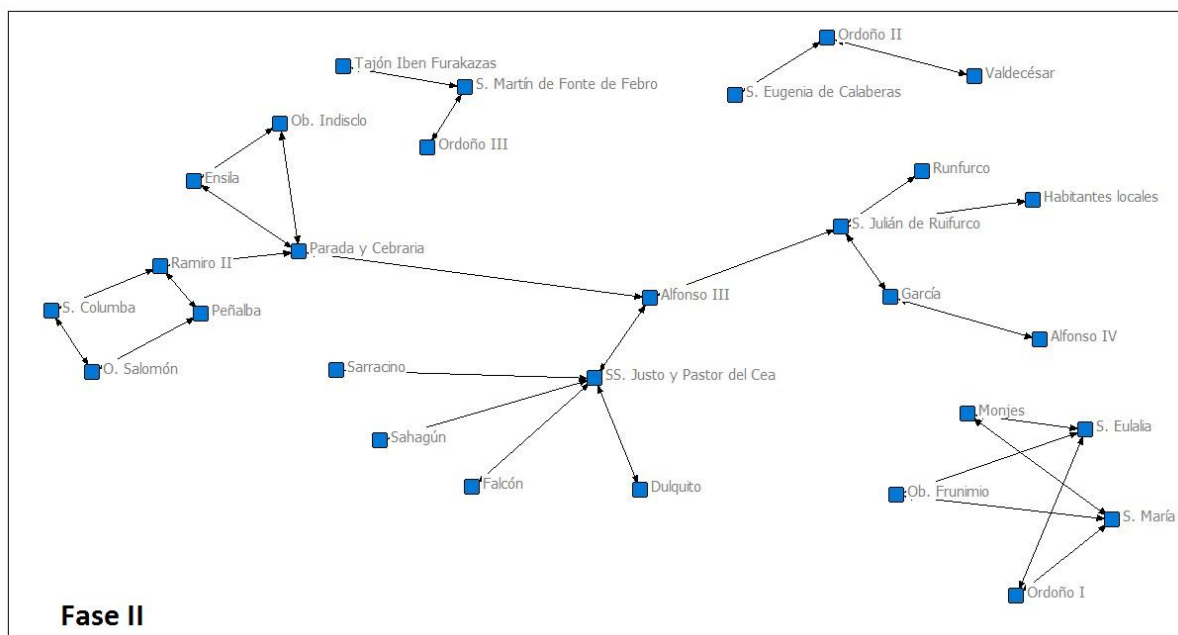 Ordoño II
Tajón Iben Furakazas
Valdecésar
S. Martín de Fonte de Febro
S. Eugenia de Calaberas
Ob. Indisclo
Ordoño III
Runfurco
Ensila
Habitantes locales
S. Julián de Ruifurco
Parada y Cebraria
Ramiro II
Alfonso III
García
S. Columba
Peñalba
Alfonso IV
O. Salomón
Sarracino
SS. Justo y Pastor del Cea
Monjes
S. Eulalia
Sahagún
Falcón
Dulquito
Ob. Frunimio
S. María
Ordoño I
Fase II